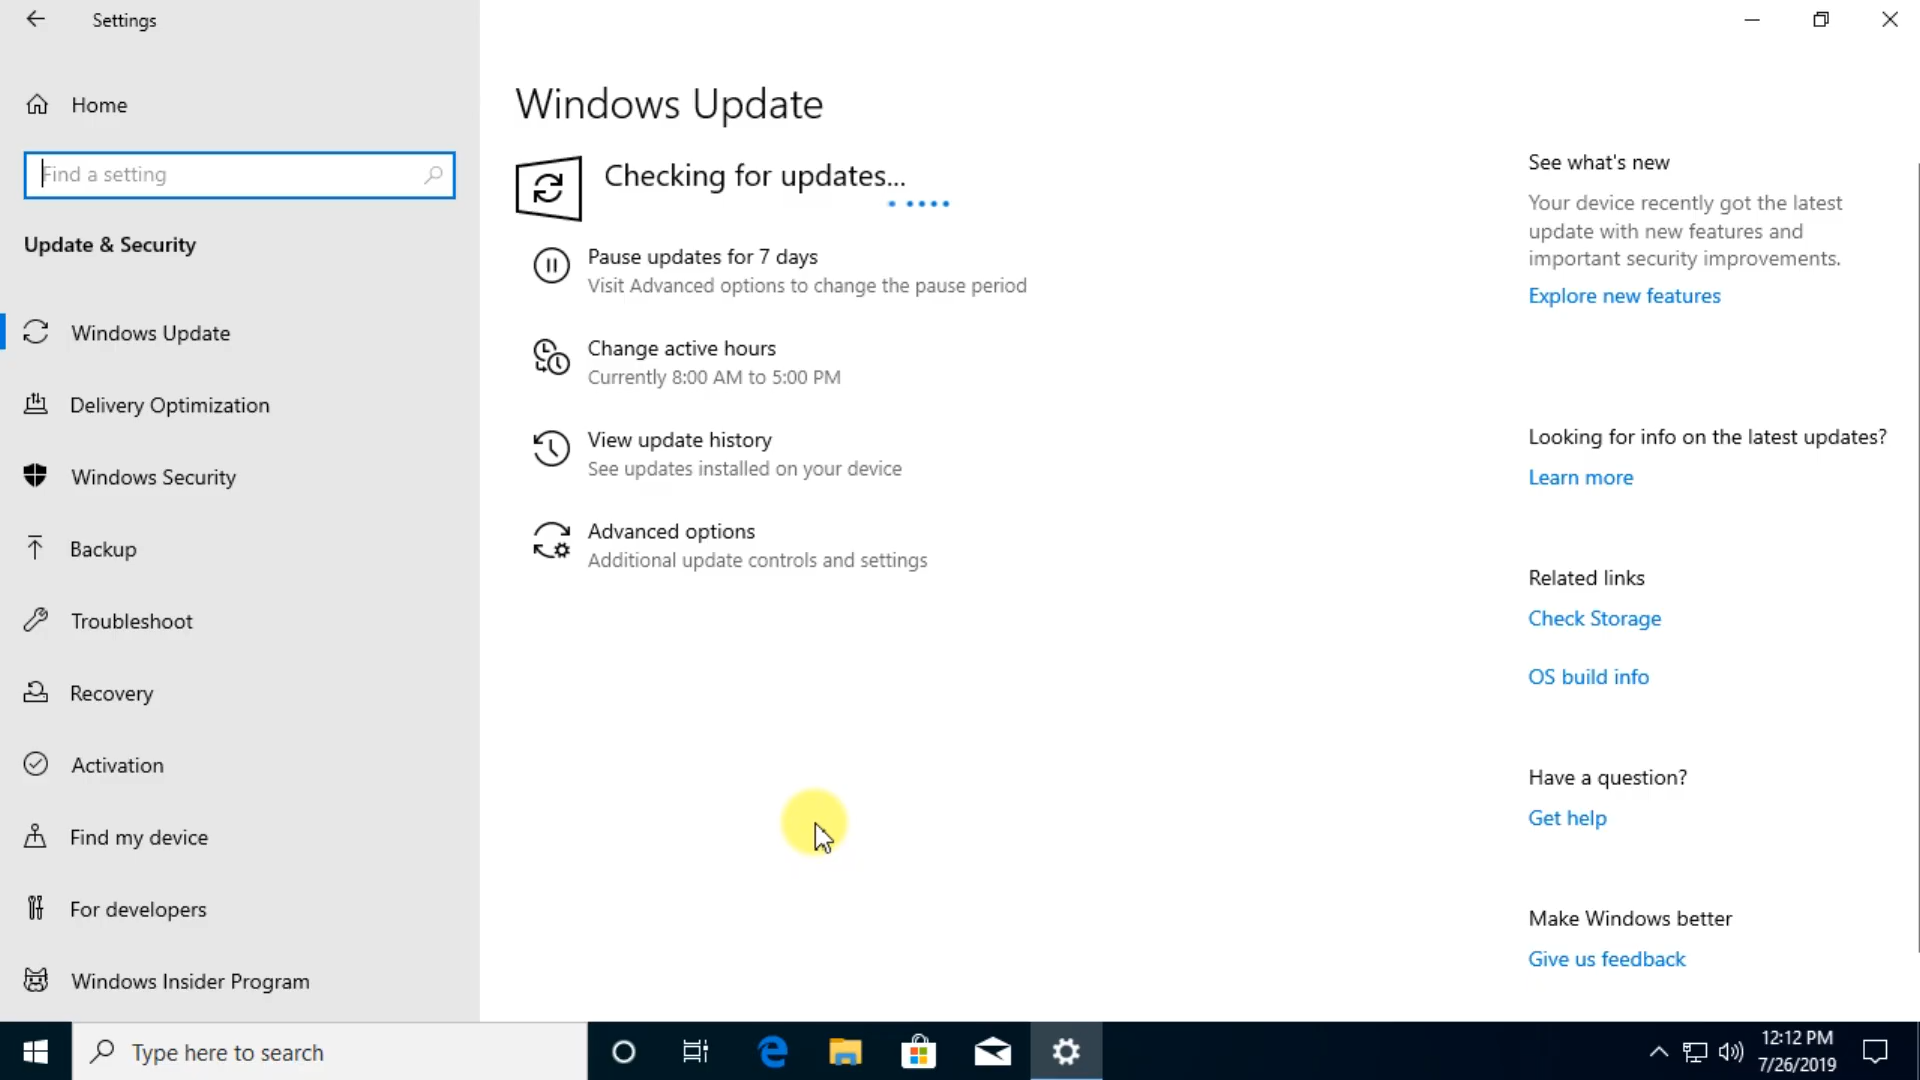 Settings
Home
Find a setting
Update & Security
Windows Update
Delivery Optimization
Windows Security
Backup
Troubleshoot
Recovery
Activation
Find my device
For developers
Windows Insider Program
Windows Update
Checking for updates...
Pause updates for 7 days
Visit Advanced options to change the pause period
Change active hours
Currently 8:00 AM to 5:00 PM
View update history
See updates installed on your device
Advanced options
Additional update controls and settings
See what's new
Your device recently got the latest
update with new features and
important security improvements.
Explore new features
Looking for info on the latest updates?
Learn more
Related links
Check Storage
OS build info
Have a question?
Get help
Make Windows better
Give us feedback
Type here to search
12:12 PM
7/26/2019